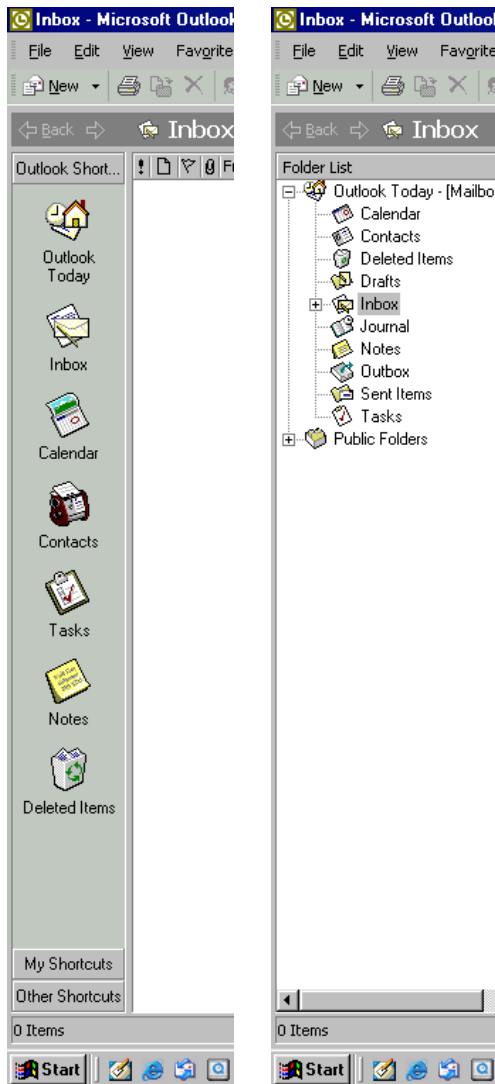 Inbox - Microsoft Outlook
File Edit View Favorite
New
Back Inbox
Outlook Short...
Outlook
Today
Inbox
Calendar
Contacts
Tasks
Notes
Deleted Items
My Shortcuts
Other Shortcuts
0 Items
Start
Inbox - Microsoft Outloo
File Edit View Favorite
New
Back Inbox
Folder List
Outlook Today - [Mailbo
Calendar
Contacts
Deleted Items
Drafts
Inbox
Journal
Notes
Outbox
Sent Items
Tasks
Public Folders
0 Items
Start